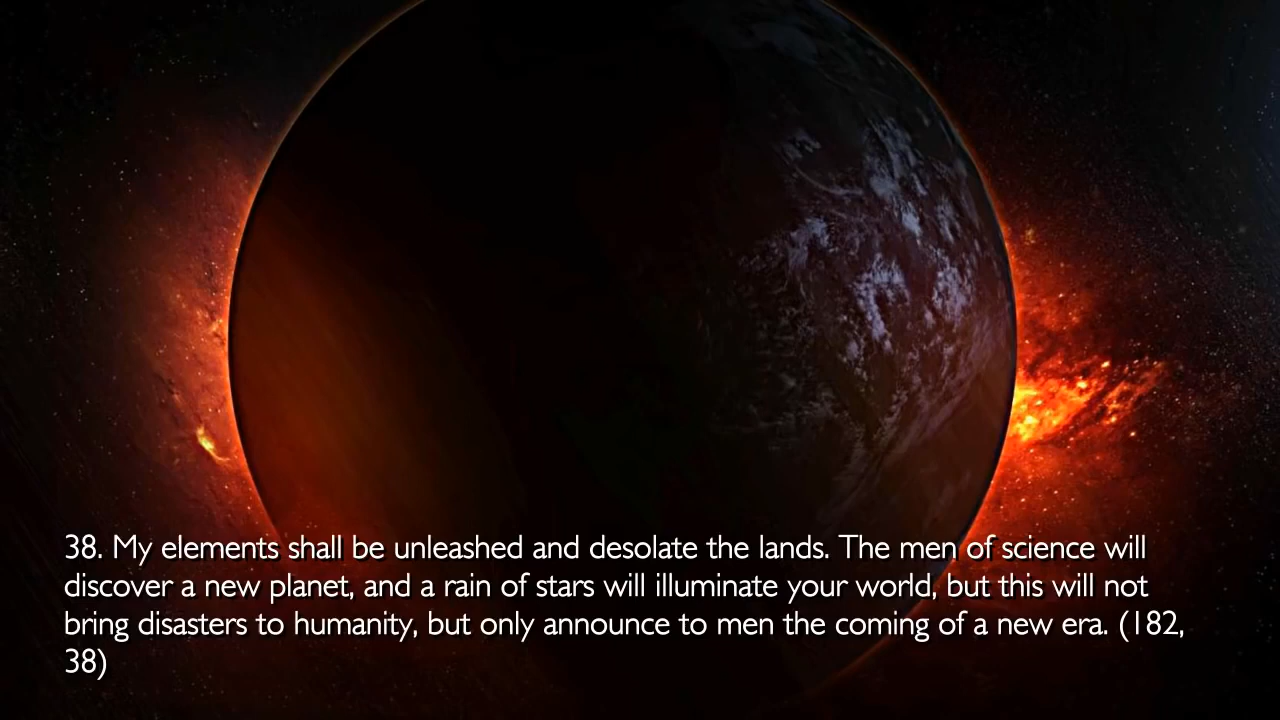 38. My elements shall be unleashed and desolate the lands. The men of science will
discover a new planet, and a rain of stars will illuminate your world, but this will not
bring disasters to humanity, but only announce to men the coming of a new era. (182,
38)